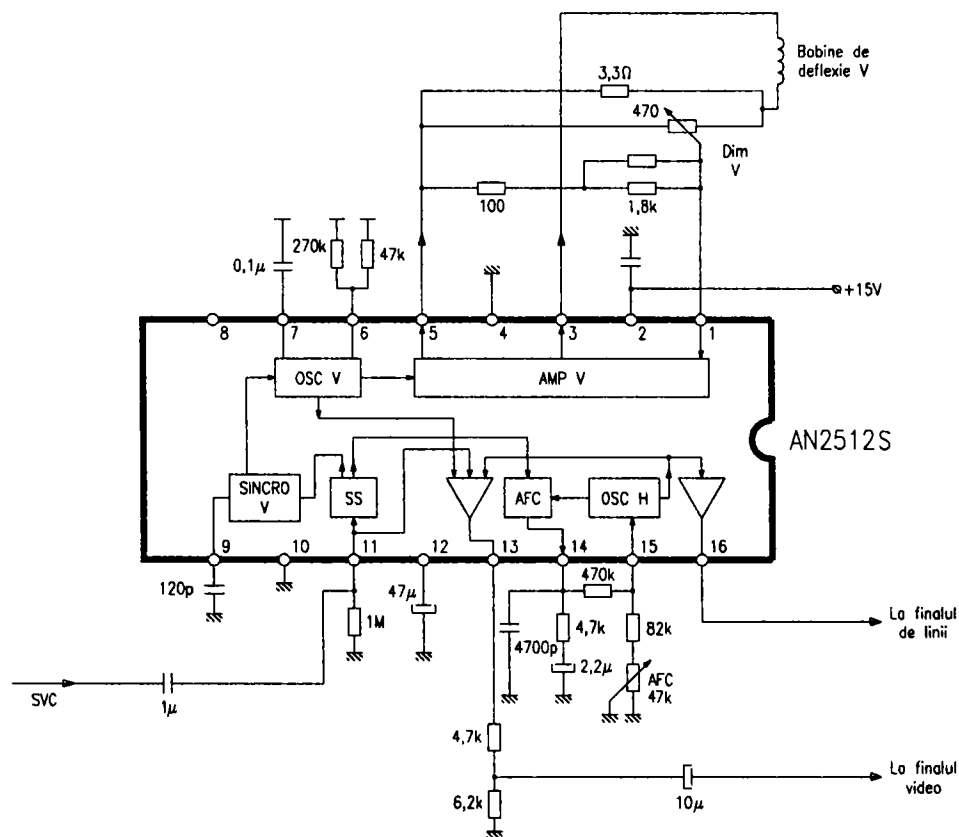 Bobine de
deflexie V
3,3Ω
470
Dim
V
100
1,8k
270k
47k
0,1μ
+15V
8
7
6
5
4
3
2
1
OSC V
AMP V
AN2512S
SINCRO
V
SS
AFC
OSC H
9
10
11
12
13
14
15
16
120p
47μ
470k
1M
4700p
4,7k
82k
2,2μ
AFC
47k
La finalul
de linii
SVC
1μ
4,7k
6,2k
10μ
La finalul
video